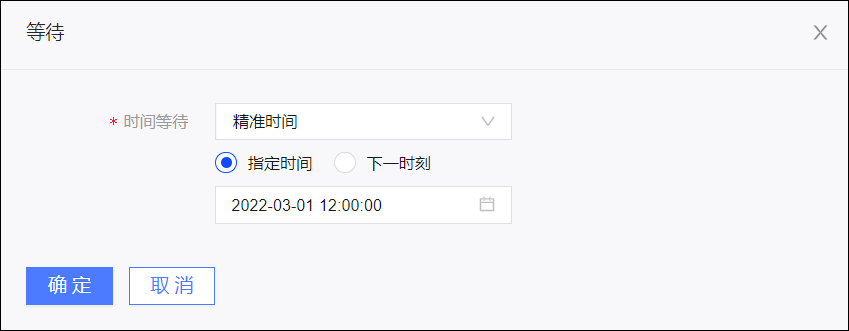 等待
* 时间等待 精准时间
指定时间 下一时刻
2022-03-01 12:00:00
确定 取消